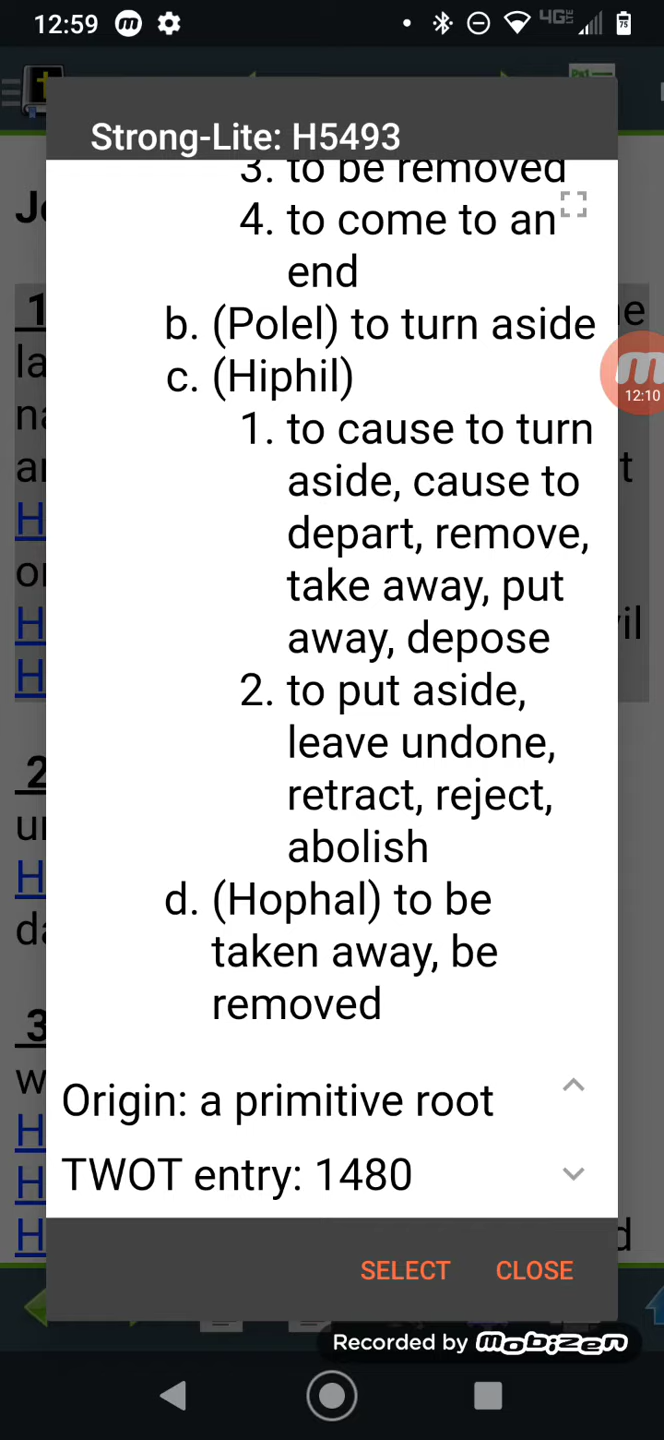 12:59
4G
75
Strong-Lite: H5493
3. to be removed
4. to come to an
end
b. (Polel) to turn aside
c. (Hiphil)
12:10
1. to cause to turn
aside, cause to
depart, remove,
take away, put
away, depose
2. to put aside,
leave undone,
retract, reject,
abolish
d. (Hophal) to be
taken away, be
removed
Origin: a primitive root
TWOT entry: 1480
SELECT CLOSE
Recorded by mobizen